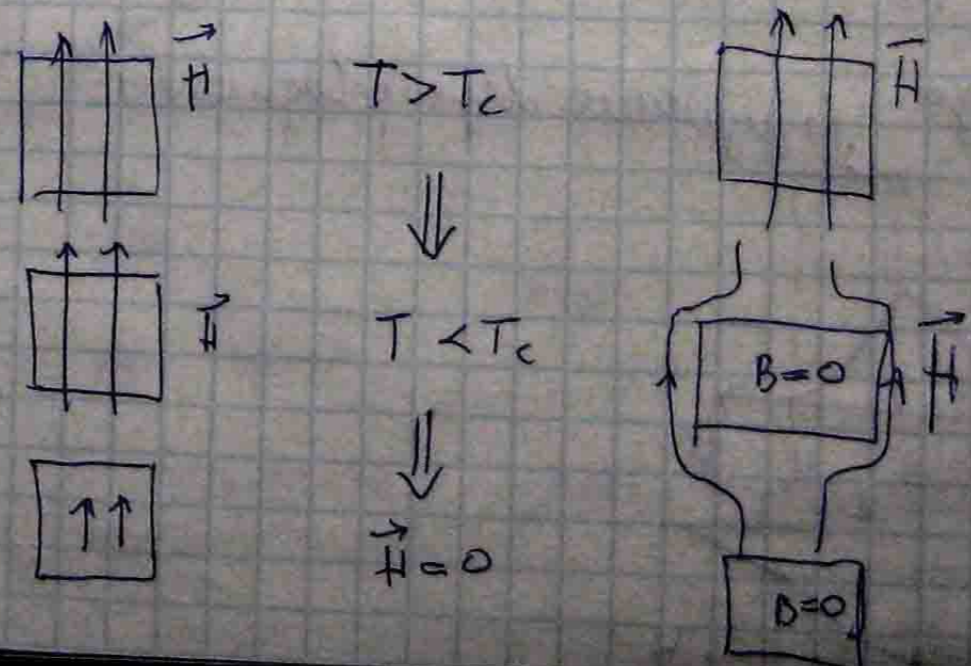 H⃗ T > Tc H̅
H⃗ T < Tc B=0 H⃗
H⃗ = 0
B=0